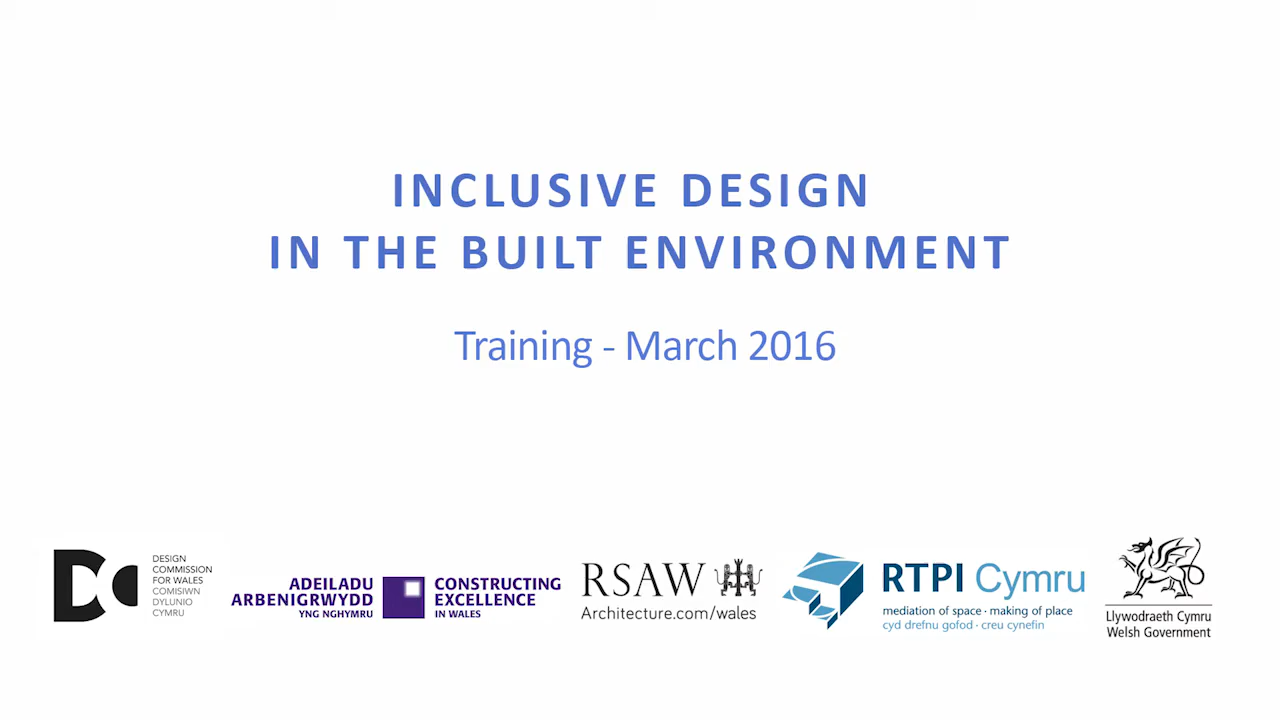 INCLUSIVE DESIGN
IN THE BUILT ENVIRONMENT
Training - March 2016
DESIGN
COMMISSION
FOR WALES
COMISIWN
DYLUNIO
CYMRU
ADEILADU
ARBENIGRWYDD
YNG NGHYMRU
CONSTRUCTING
EXCELLENCE
IN WALES
RSAW
Architecture.com/wales
RTPI Cymru
mediation of space · making of place
cyd drefnu gofod · creu cynefin
Llywodraeth Cymru
Welsh Government